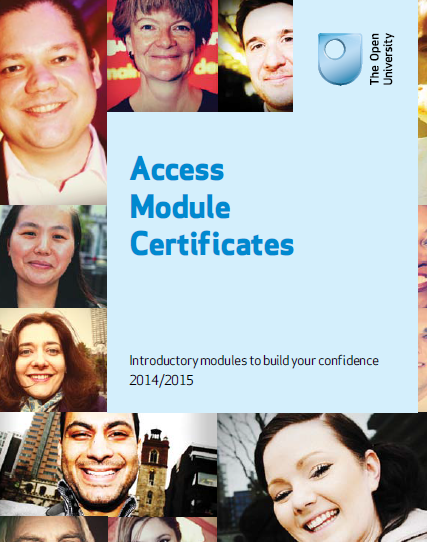 The Open
University
Access
Module
Certificates
Introductory modules to build your confidence
2014/2015